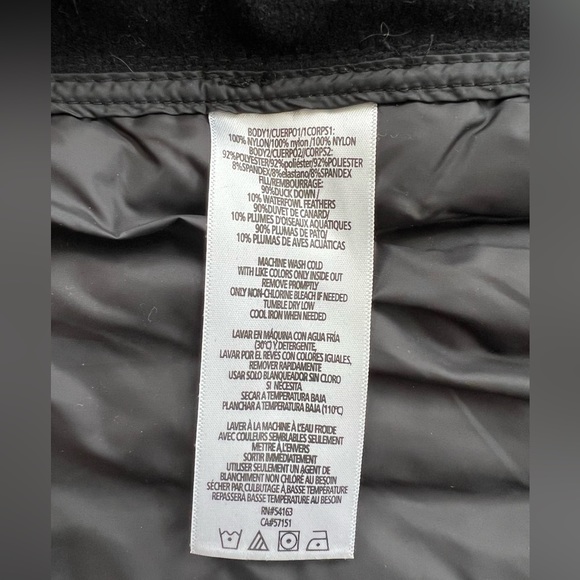 BODY1/CUERPO1/1CORPS1:
100% NYLON/100% nylon /100% NYLON
BODY2/CUERPO2//CORPS2:
92%POLYESTER/92%poliéster/92%POLIESTER
8%SPANDEX/8%elastano/8%SPANDEX
FILL/REMBOURRAGE:
90%DUCK DOWN /
10% WATERFOWL FEATHERS
90%DUVET DE CANARD/
10% PLUMES D'OISEAUX AQUATIQUES
90% PLUMAS DE PATO/
10% PLUMAS DE AVES ACUÁTICAS
MACHINE WASH COLD
WITH LIKE COLORS ONLY INSIDE OUT
REMOVE PROMPTLY
ONLY NON-CHLORINE BLEACH IF NEEDED
TUMBLE DRY LOW
COOL IRON WHEN NEEDED
LAVAR EN MÁQUINA CON AGUA FRÍA
(30°C) Y DETERGENTE,
LAVAR POR EL REVÉS CON COLORES IGUALES,
REMOVER RAPIDAMENTE
USAR SOLO BLANQUEADOR SIN CLORO
SI NECESITA
SECAR A TEMPERATURA BAJA
PLANCHAR A TEMPERATURA BAJA (110°C)
LAVER À LA MACHINE À L'EAU FROIDE
AVEC COULEURS SEMBLABLES SEULEMENT
METTRE À L'ENVERS
SORTIR IMMÉDIATEMENT
UTILISER SEULEMENT UN AGENT DE
BLANCHIMENT NON CHLORÉ AU BESOIN
SÉCHER PAR CULBUTAGE À BASSE TEMPÉRATURE
REPASSER À BASSE TEMPÉRATURE AU BESOIN
RN#54163
CA#57151